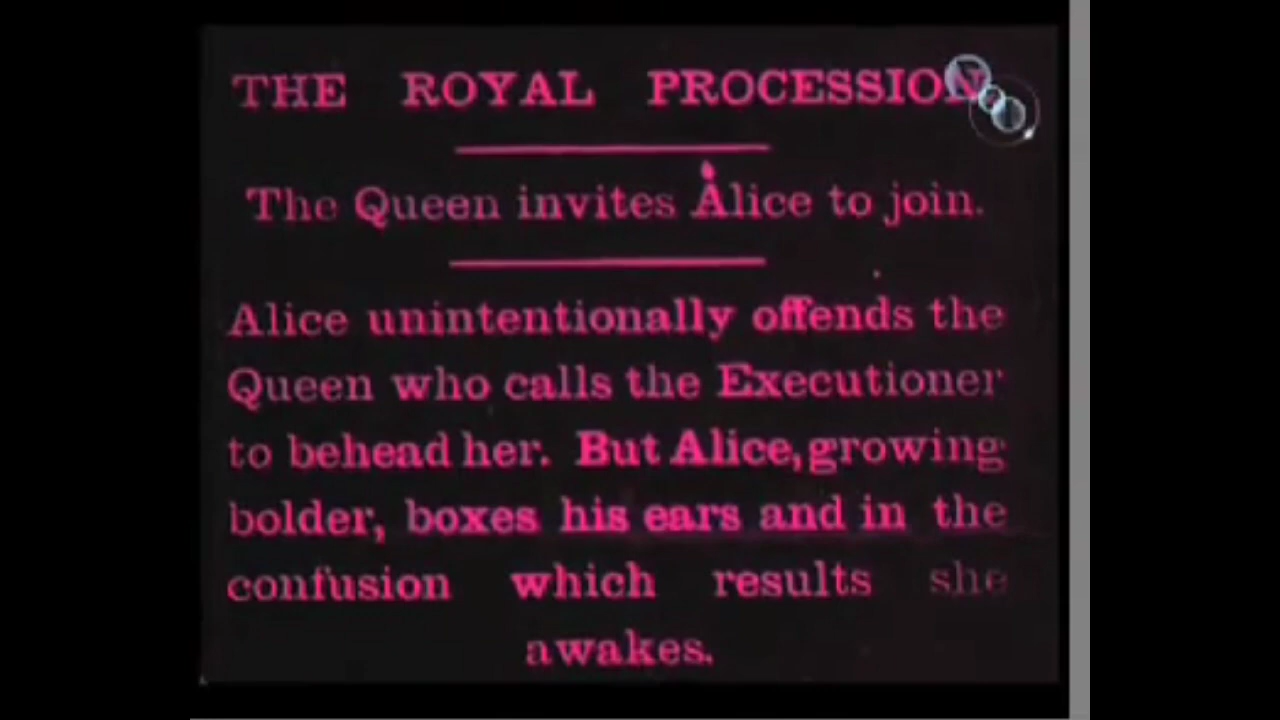 THE ROYAL PROCESSION
The Queen invites Alice to join.
Alice unintentionally offends the
Queen who calls the Executioner
to behead her. But Alice, growing
bolder, boxes his ears and in the
confusion which results she
awakes.